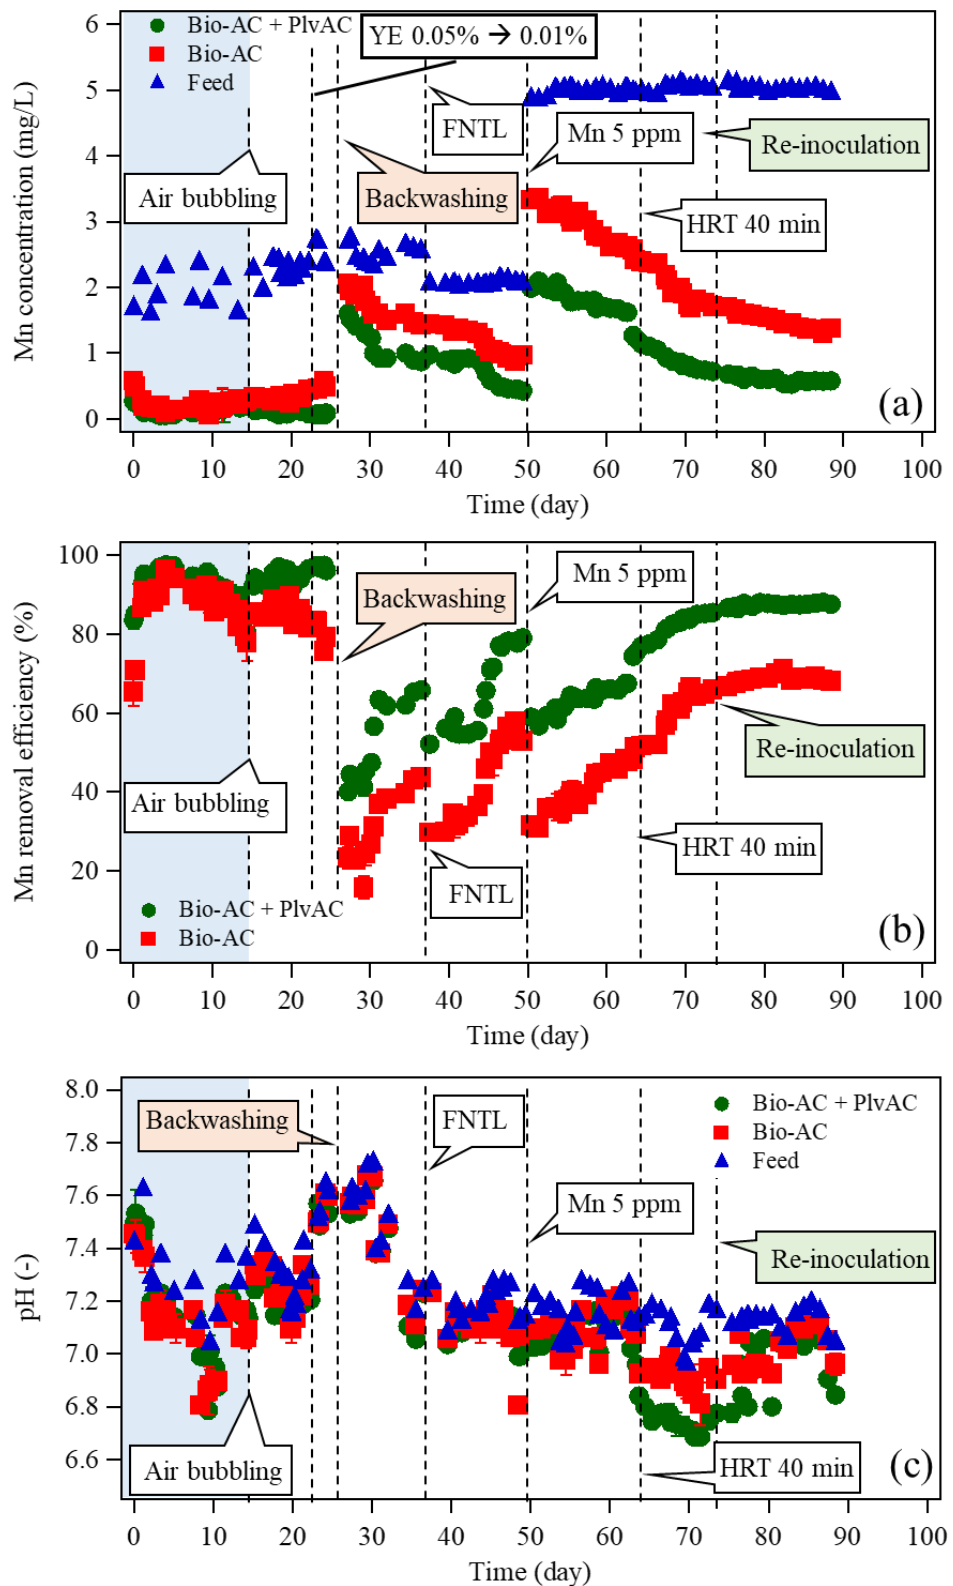 6
5
4
3
2
1
0
Mn concentration (mg/L)
Bio-AC + PlvAC
Bio-AC
Feed
YE 0.05% → 0.01%
FNTL
Mn 5 ppm
Re-inoculation
Air bubbling
Backwashing
HRT 40 min
(a)
0 10 20 30 40 50 60 70 80 90 100
Time (day)
100
80
60
40
20
0
Mn removal efficiency (%)
Mn 5 ppm
Backwashing
Re-inoculation
Air bubbling
HRT 40 min
FNTL
Bio-AC + PlvAC
Bio-AC
(b)
0 10 20 30 40 50 60 70 80 90 100
Time (day)
8.0
7.8
7.6
7.4
7.2
7.0
6.8
6.6
pH (-)
Backwashing
FNTL
Bio-AC + PlvAC
Bio-AC
Feed
Mn 5 ppm
Re-inoculation
Air bubbling
HRT 40 min
(c)
0 10 20 30 40 50 60 70 80 90 100
Time (day)